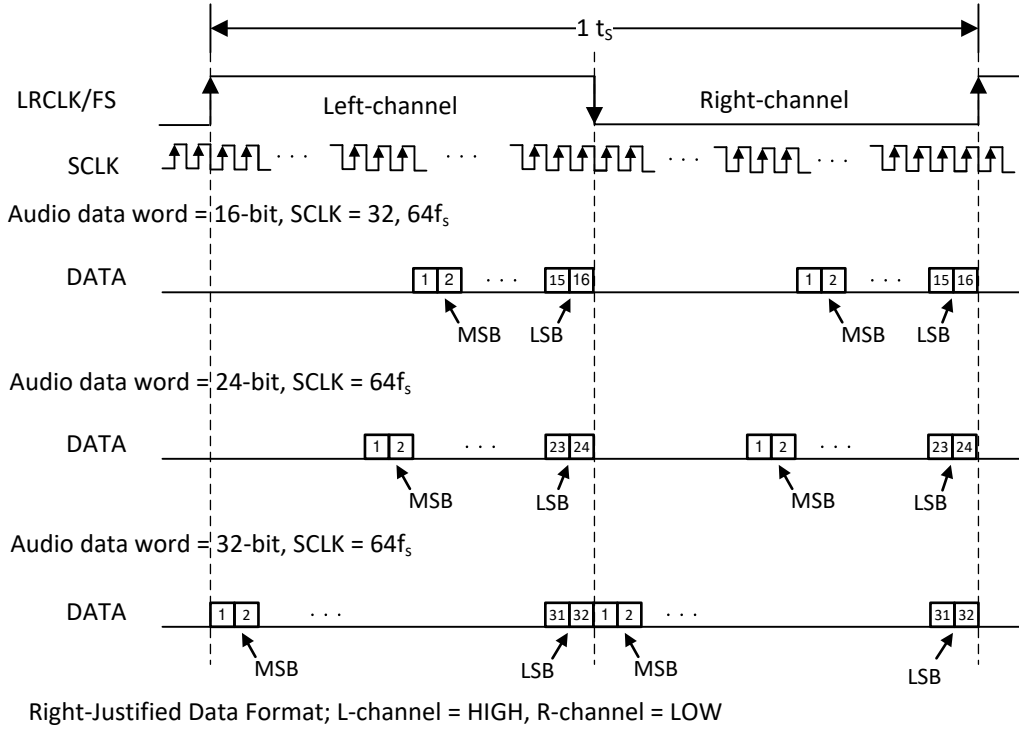 1 tS
LRCLK/FS
Left-channel
Right-channel
SCLK
. . .
. . .
. . .
. . .
Audio data word = 16-bit, SCLK = 32, 64fs
DATA
1 2 . . . 15 16
1 2 . . . 15 16
MSB
LSB
MSB
LSB
Audio data word = 24-bit, SCLK = 64fs
DATA
1 2 . . . 23 24
1 2 . . . 23 24
MSB
LSB
MSB
LSB
Audio data word = 32-bit, SCLK = 64fs
DATA
1 2 . . . 31 32
1 2 . . . 31 32
MSB
LSB
MSB
LSB
Right-Justified Data Format; L-channel = HIGH, R-channel = LOW